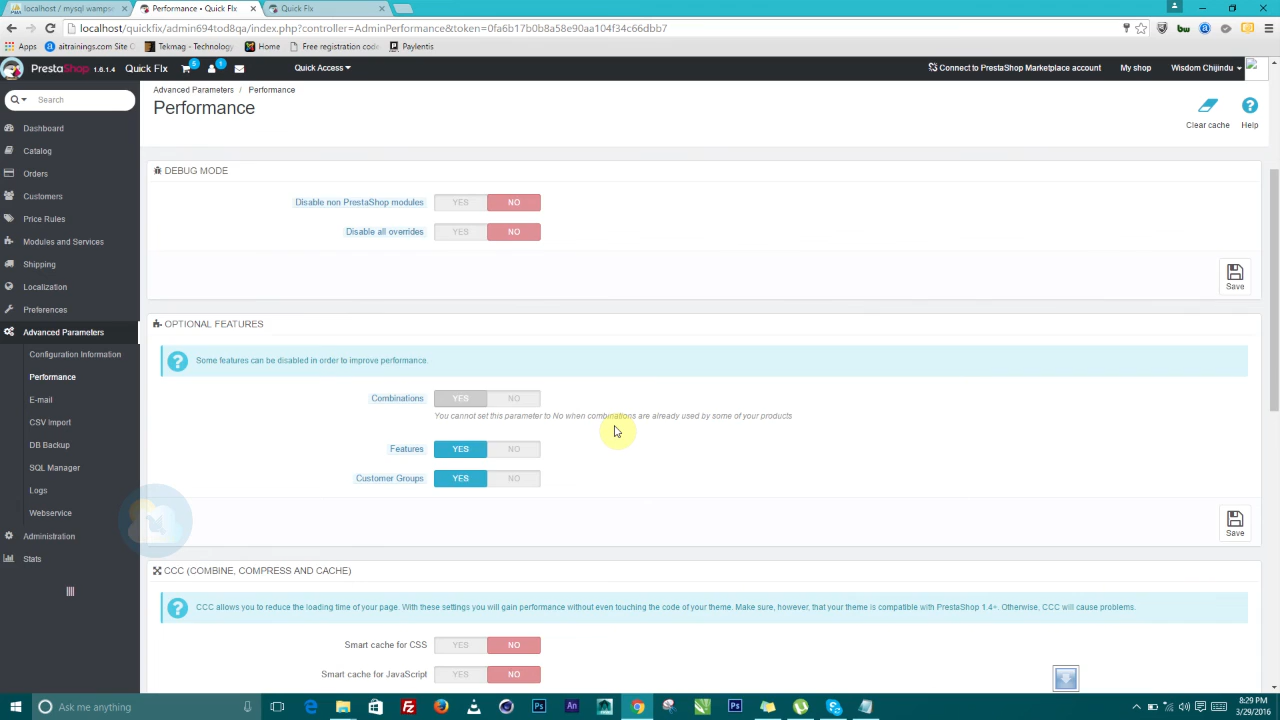 localhost / mysql wampse
Performance • Quick Flx
Quick Flx
localhost/quickfix/admin694tod8qa/index.php?controller=AdminPerformance&token=0fa6b17b0b8a58e90aa104f34c66dbb7
Apps
aitrainings.com Site
Tekmag - Technology
Home
Free registration code
Paylentis
PrestaShop 1.6.1.4 Quick Flx
5
1
Quick Access
Connect to PrestaShop Marketplace account
My shop
Wisdom Chijindu
Search
Advanced Parameters / Performance
Performance
Clear cache
Help
Dashboard
Catalog
Orders
Customers
Price Rules
Modules and Services
Shipping
Localization
Preferences
Advanced Parameters
Configuration Information
Performance
E-mail
CSV Import
DB Backup
SQL Manager
Logs
Webservice
Administration
Stats
DEBUG MODE
Disable non PrestaShop modules YES NO
Disable all overrides YES NO
Save
OPTIONAL FEATURES
Some features can be disabled in order to improve performance.
Combinations YES NO
You cannot set this parameter to No when combinations are already used by some of your products
Features YES NO
Customer Groups YES NO
Save
CCC (COMBINE, COMPRESS AND CACHE)
CCC allows you to reduce the loading time of your page. With these settings you will gain performance without even touching the code of your theme. Make sure, however, that your theme is compatible with PrestaShop 1.4+. Otherwise, CCC will cause problems.
Smart cache for CSS YES NO
Smart cache for JavaScript YES NO
Ask me anything
8:29 PM
3/29/2016